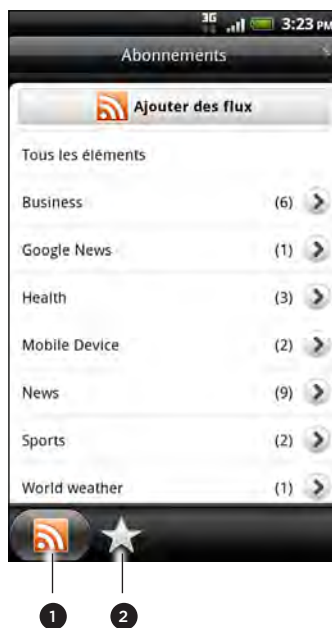 3G 3:23 PM
Abonnements
Ajouter des flux
Tous les éléments
Business (6)
Google News (1)
Health (3)
Mobile Device (2)
News (9)
Sports (2)
World weather (1)
1 2